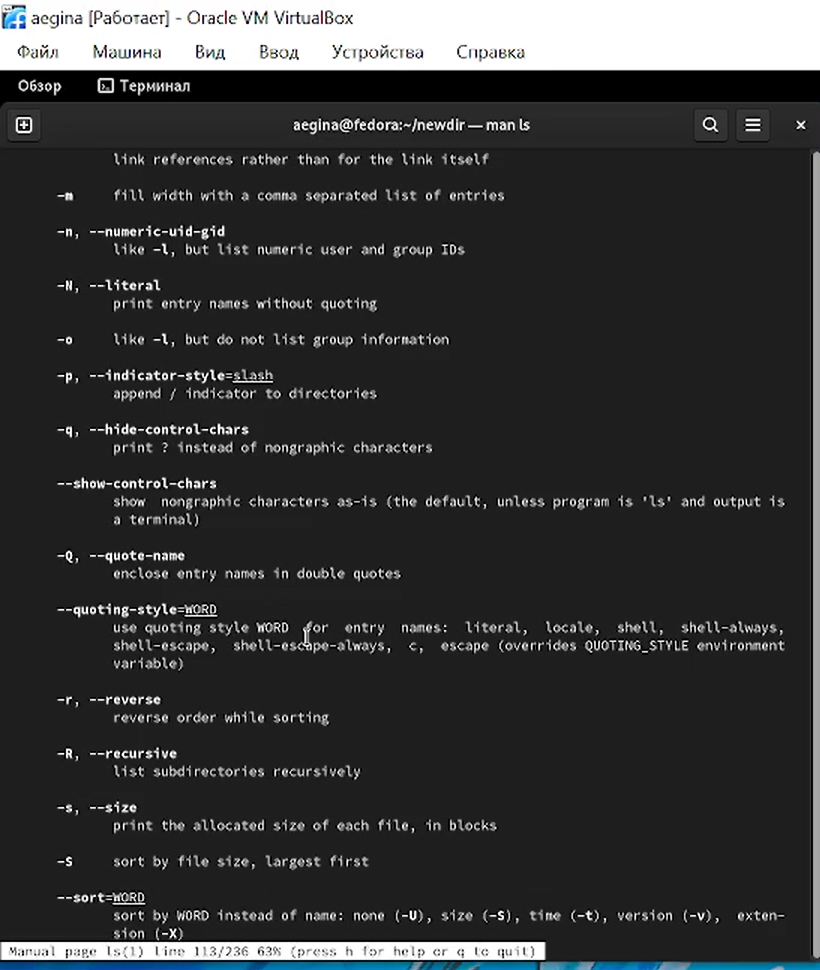 aegina [Работает] - Oracle VM VirtualBox
Файл Машина Вид Ввод Устройства Справка
Обзор Терминал
aegina@fedora:~/newdir — man ls
link references rather than for the link itself
-m fill width with a comma separated list of entries
-n, --numeric-uid-gid
like -l, but list numeric user and group IDs
-N, --literal
print entry names without quoting
-o like -l, but do not list group information
-p, --indicator-style=slash
append / indicator to directories
-q, --hide-control-chars
print ? instead of nongraphic characters
--show-control-chars
show nongraphic characters as-is (the default, unless program is 'ls' and output is
a terminal)
-Q, --quote-name
enclose entry names in double quotes
--quoting-style=WORD
use quoting style WORD for entry names: literal, locale, shell, shell-always,
shell-escape, shell-escape-always, c, escape (overrides QUOTING_STYLE environment
variable)
-r, --reverse
reverse order while sorting
-R, --recursive
list subdirectories recursively
-s, --size
print the allocated size of each file, in blocks
-S sort by file size, largest first
--sort=WORD
sort by WORD instead of name: none (-U), size (-S), time (-t), version (-v), exten-
sion (-X)
Manual page ls(1) line 113/236 63% (press h for help or q to quit)